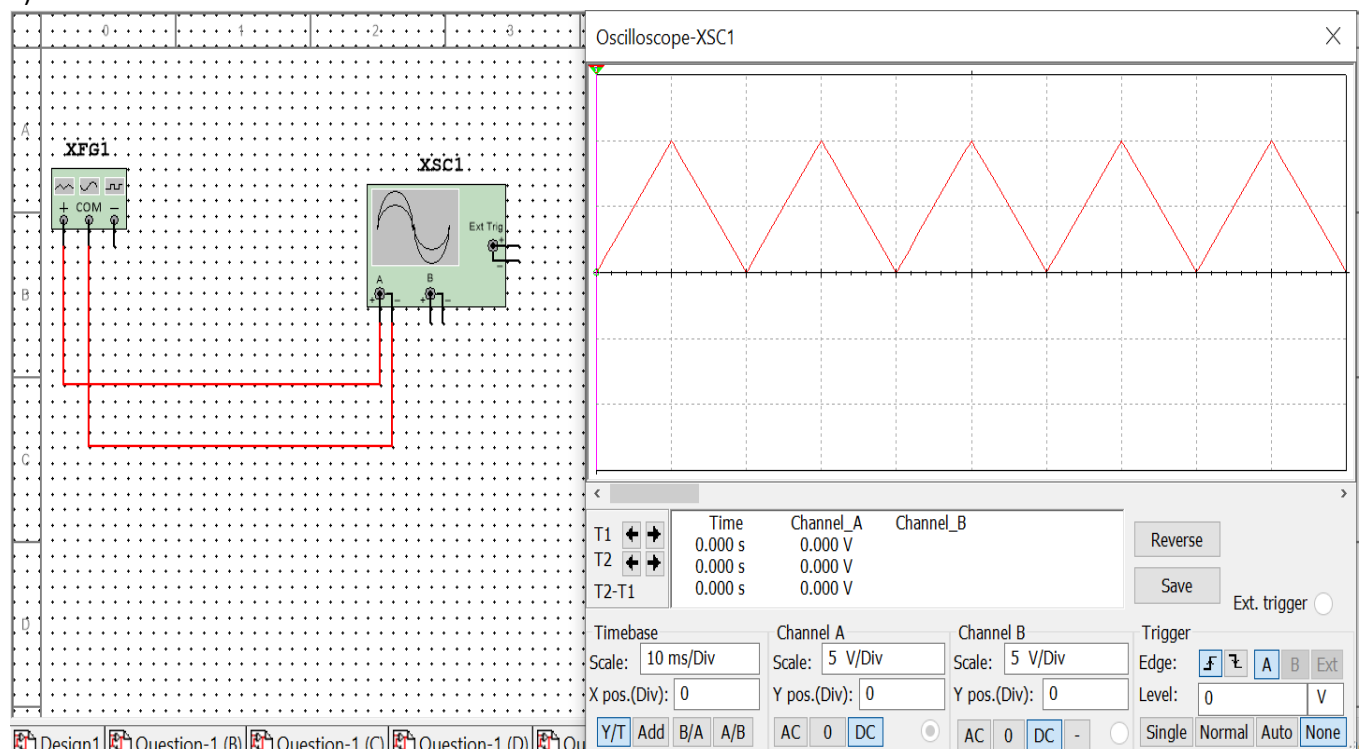 0 1 2 3
A
B
C
D
XFG1
+ COM −
XSC1
Ext Trig
+
−
A B
+ − + −
Oscilloscope-XSC1
Time Channel_A Channel_B
T1 0.000 s 0.000 V
T2 0.000 s 0.000 V
T2-T1 0.000 s 0.000 V
Reverse
Save
Ext. trigger
Timebase
Scale: 10 ms/Div
X pos.(Div): 0
Y/T Add B/A A/B
Channel A
Scale: 5 V/Div
Y pos.(Div): 0
AC 0 DC
Channel B
Scale: 5 V/Div
Y pos.(Div): 0
AC 0 DC -
Trigger
Edge: A B Ext
Level: 0 V
Single Normal Auto None
Design1 Question-1 (B) Question-1 (C) Question-1 (D)